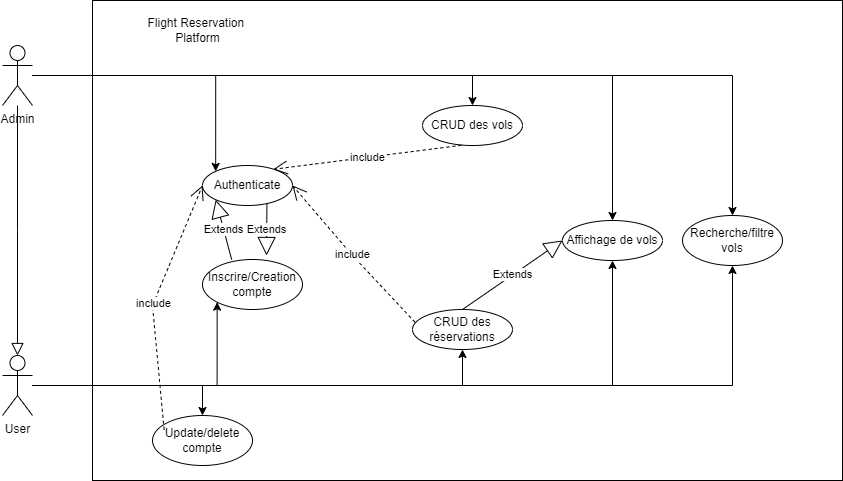 Flight Reservation
Platform
Admin
CRUD des vols
include
Authenticate
Extends
Extends
Affichage de vols
Recherche/filtre
vols
include
Inscrire/Creation
compte
Extends
include
CRUD des
réservations
User
Update/delete
compte